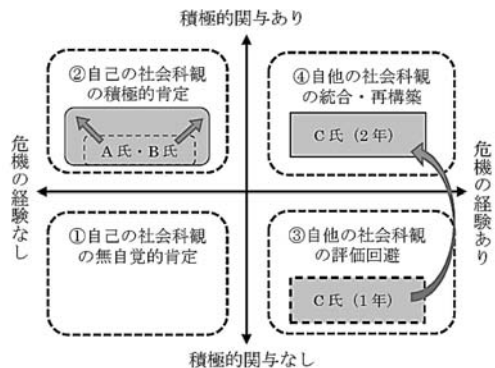 積極的関与あり
②自己の社会科観
の積極的肯定
A氏・B氏
④自他の社会科観
の統合・再構築
C氏（2年）
危機の経験なし
危機の経験あり
①自己の社会科観
の無自覚的肯定
③自他の社会科観
の評価回避
C氏（1年）
積極的関与なし